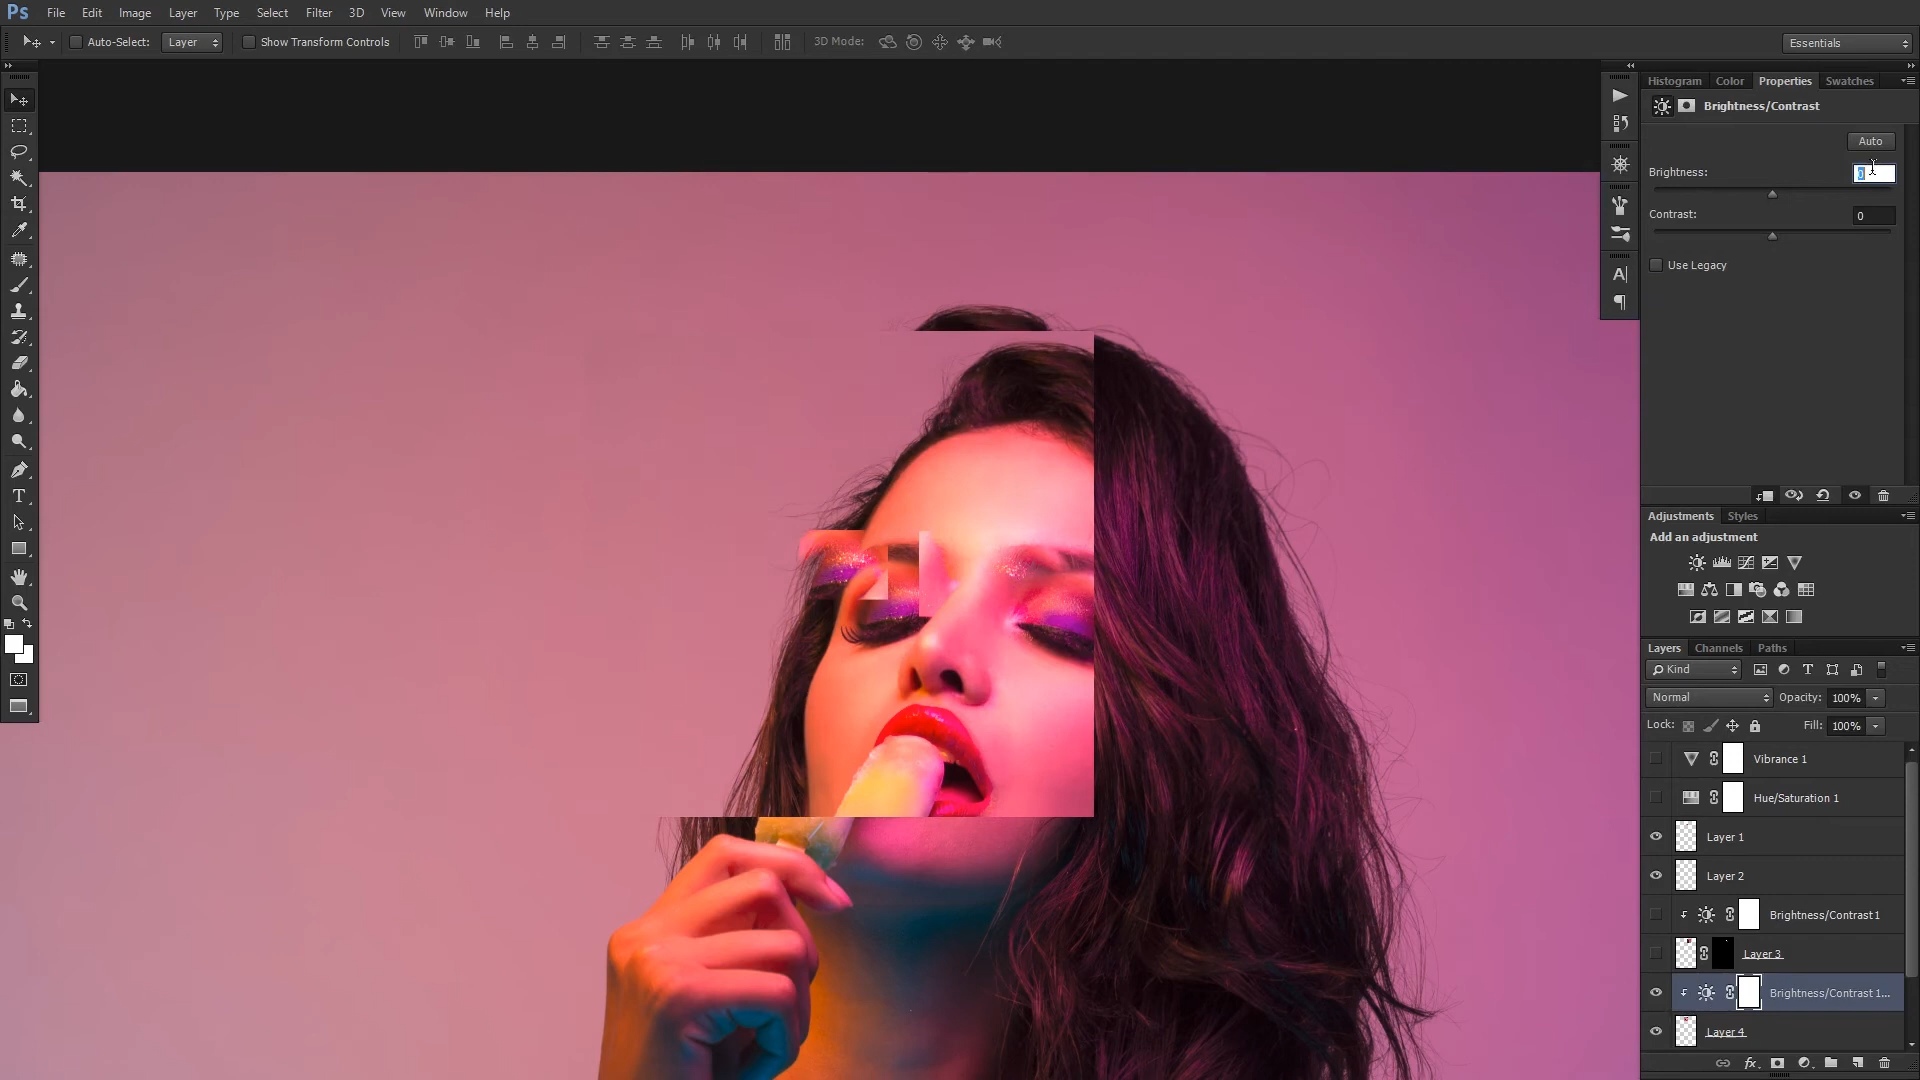 Ps File Edit Image Layer Type Select Filter 3D View Window Help
Auto-Select: Layer Show Transform Controls 3D Mode: Essentials
Histogram Color Properties Swatches
Brightness/Contrast
Auto
Brightness: 0
Contrast: 0
Use Legacy
Adjustments Styles
Add an adjustment
Layers Channels Paths
Kind
Normal Opacity: 100%
Lock: Fill: 100%
Vibrance 1
Hue/Saturation 1
Layer 1
Layer 2
Brightness/Contrast 1
Layer 3
Brightness/Contrast 1...
Layer 4